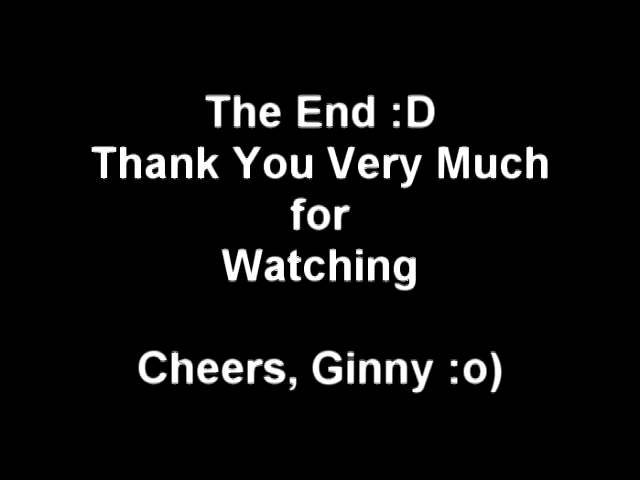 The End :D
Thank You Very Much
for
Watching
Cheers, Ginny :o)